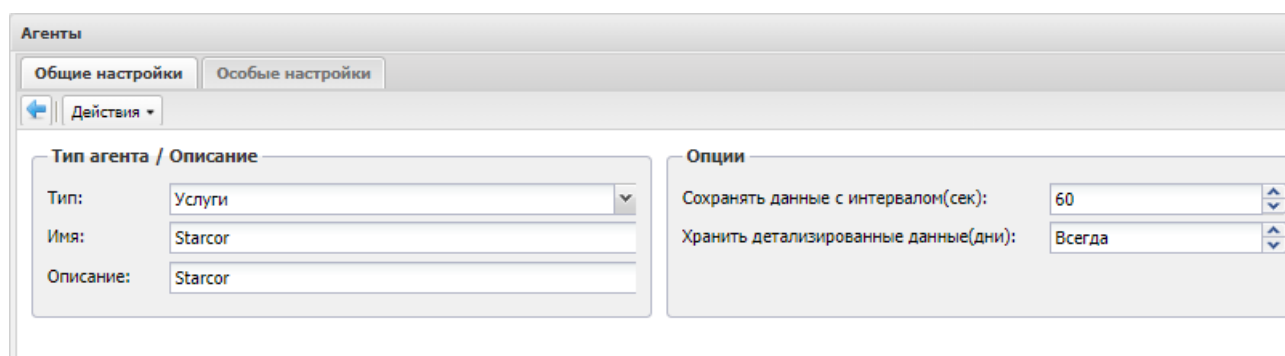 Агенты
Общие настройки Особые настройки
Действия
Тип агента / Описание
Тип: Услуги
Имя: Starcor
Описание: Starcor
Опции
Сохранять данные с интервалом(сек): 60
Хранить детализированные данные(дни): Всегда